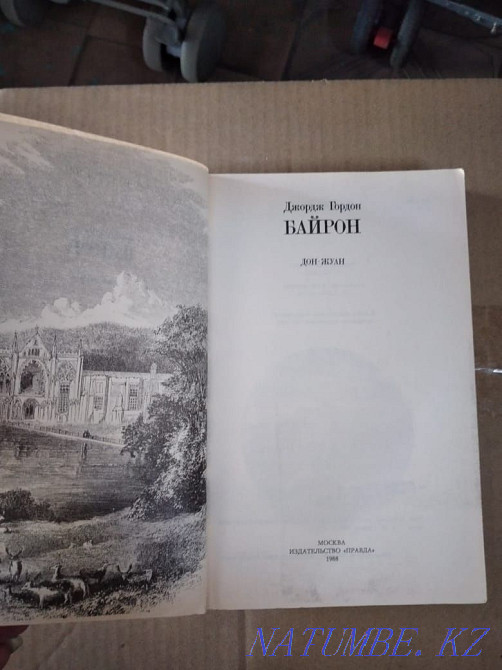 Джордж Гордон
БАЙРОН
ДОН-ЖУАН
МОСКВА
ИЗДАТЕЛЬСТВО «ПРАВДА»
1988
NATUMBE.KZ